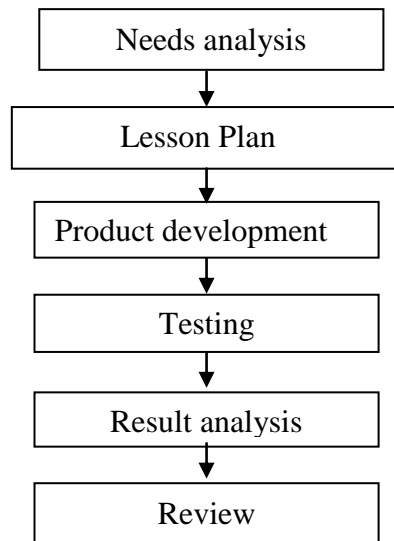 Needs analysis
Lesson Plan
Product development
Testing
Result analysis
Review